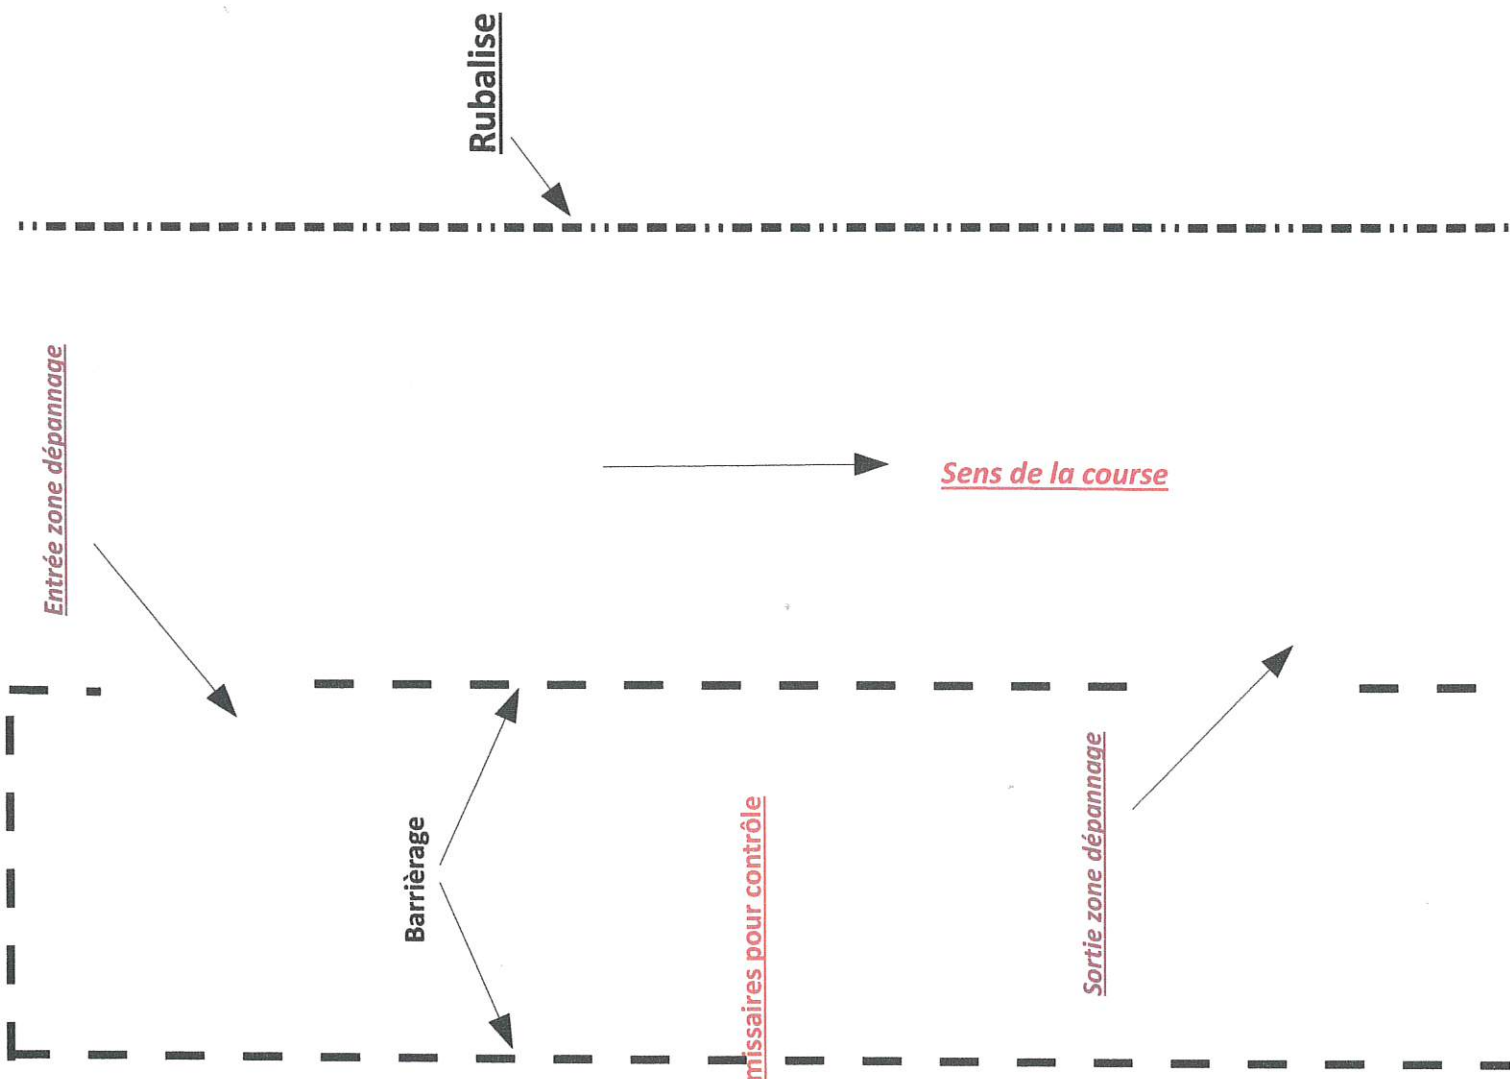 Rubalise
Entrée zone dépannage
Sens de la course
Barrièrage
missaires pour contrôle
Sortie zone dépannage